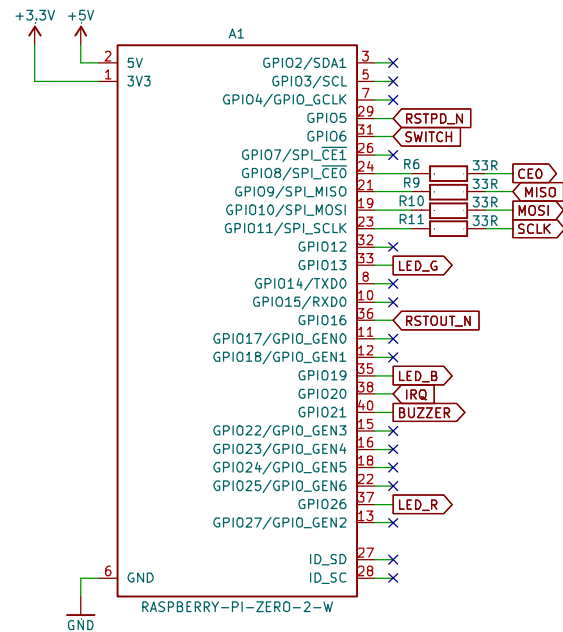 +3.3V +5V
A1
2 5V GPIO2/SDA1 3
1 3V3 GPIO3/SCL 5
GPIO4/GPIO_GCLK 7
GPIO5 29 RSTPD_N
GPIO6 31 SWITCH
GPIO7/SPI_CE1 26
GPIO8/SPI_CE0 24 R6 33R CE0
GPIO9/SPI_MISO 21 R9 33R MISO
GPIO10/SPI_MOSI 19 R10 33R MOSI
GPIO11/SPI_SCLK 23 R11 33R SCLK
GPIO12 32
GPIO13 33 LED_G
GPIO14/TXD0 8
GPIO15/RXD0 10
GPIO16 36 RSTOUT_N
GPIO17/GPIO_GEN0 11
GPIO18/GPIO_GEN1 12
GPIO19 35 LED_B
GPIO20 38 IRQ
GPIO21 40 BUZZER
GPIO22/GPIO_GEN3 15
GPIO23/GPIO_GEN4 16
GPIO24/GPIO_GEN5 18
GPIO25/GPIO_GEN6 22
GPIO26 37 LED_R
GPIO27/GPIO_GEN2 13
ID_SD 27
6 GND ID_SC 28
RASPBERRY-PI-ZERO-2-W
GND